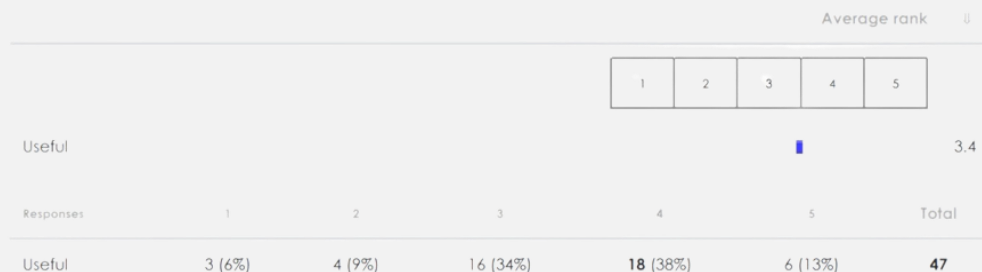 Average rank ⇩
1 2 3 4 5
Useful 3.4
Responses 1 2 3 4 5 Total
Useful 3 (6%) 4 (9%) 16 (34%) 18 (38%) 6 (13%) 47